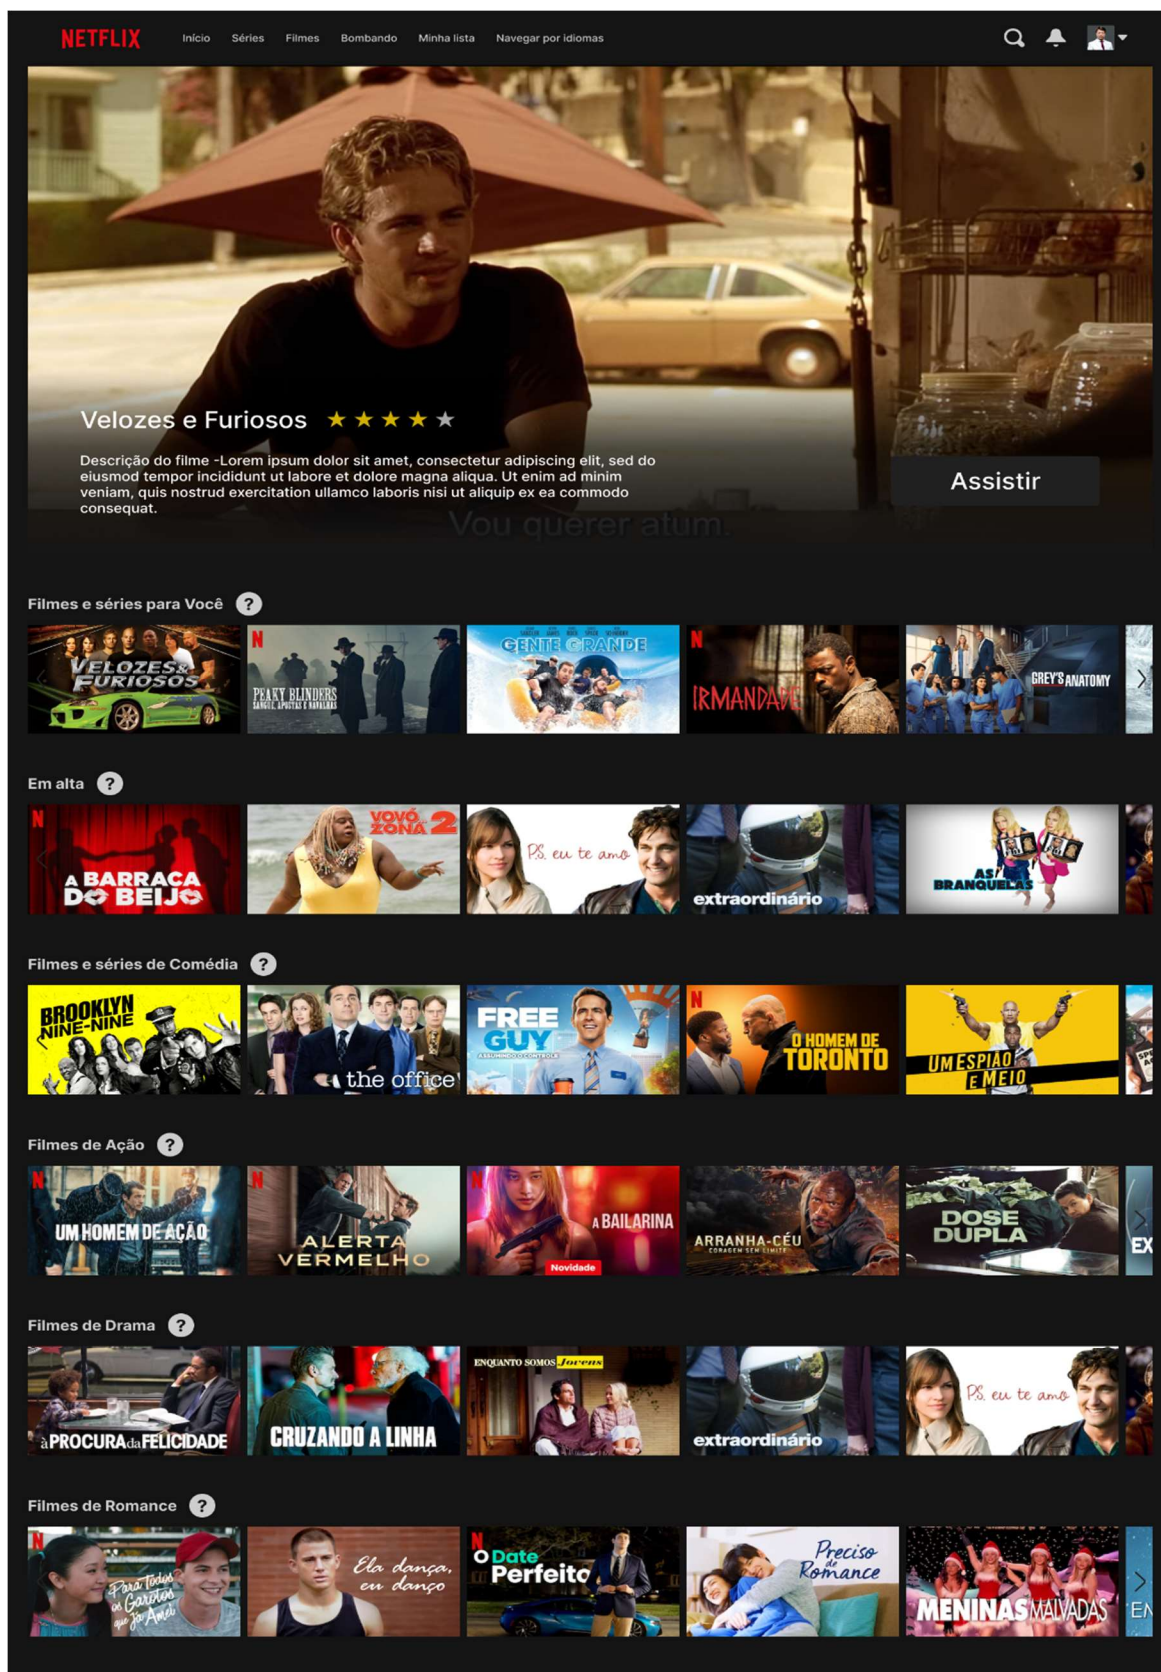 NETFLIX
Início Séries Filmes Bombando Minha lista Navegar por idiomas
Velozes e Furiosos
Descrição do filme -Lorem ipsum dolor sit amet, consectetur adipiscing elit, sed do
eiusmod tempor incididunt ut labore et dolore magna aliqua. Ut enim ad minim
veniam, quis nostrud exercitation ullamco laboris nisi ut aliquip ex ea commodo
consequat.
Assistir
Vou querer atum.
Filmes e séries para Você ?
VELOZES &
FURIOSOS
N
PEAKY BLINDERS
SANGUE, APOSTAS E NAVALHAS
GENTE GRANDE
N
IRMANDADE
GREY'S ANATOMY
Em alta ?
N
A BARRACA
DO BEIJO
VOVÓ...
ZONA 2
P.S. eu te amo
extraordinário
AS
BRANQUELAS
Filmes e séries de Comédia ?
BROOKLYN
NINE-NINE
the office
FREE
GUY
ASSUMINDO O CONTROLE
N
O HOMEM DE
TORONTO
UM ESPIÃO
E MEIO
Filmes de Ação ?
N
UM HOMEM DE AÇÃO
N
ALERTA
VERMELHO
N
A BAILARINA
Novidade
ARRANHA-CÉU
CORAGEM SEM LIMITE
DOSE
DUPLA
EX
Filmes de Drama ?
à PROCURA da FELICIDADE
CRUZANDO A LINHA
ENQUANTO SOMOS Jovens
extraordinário
P.S. eu te amo
Filmes de Romance ?
N
Para Todos
os Garotos
que Já Amei
Ela dança,
eu danço
N
O Date
Perfeito
Preciso
de
Romance
MENINAS MALVADAS
EN